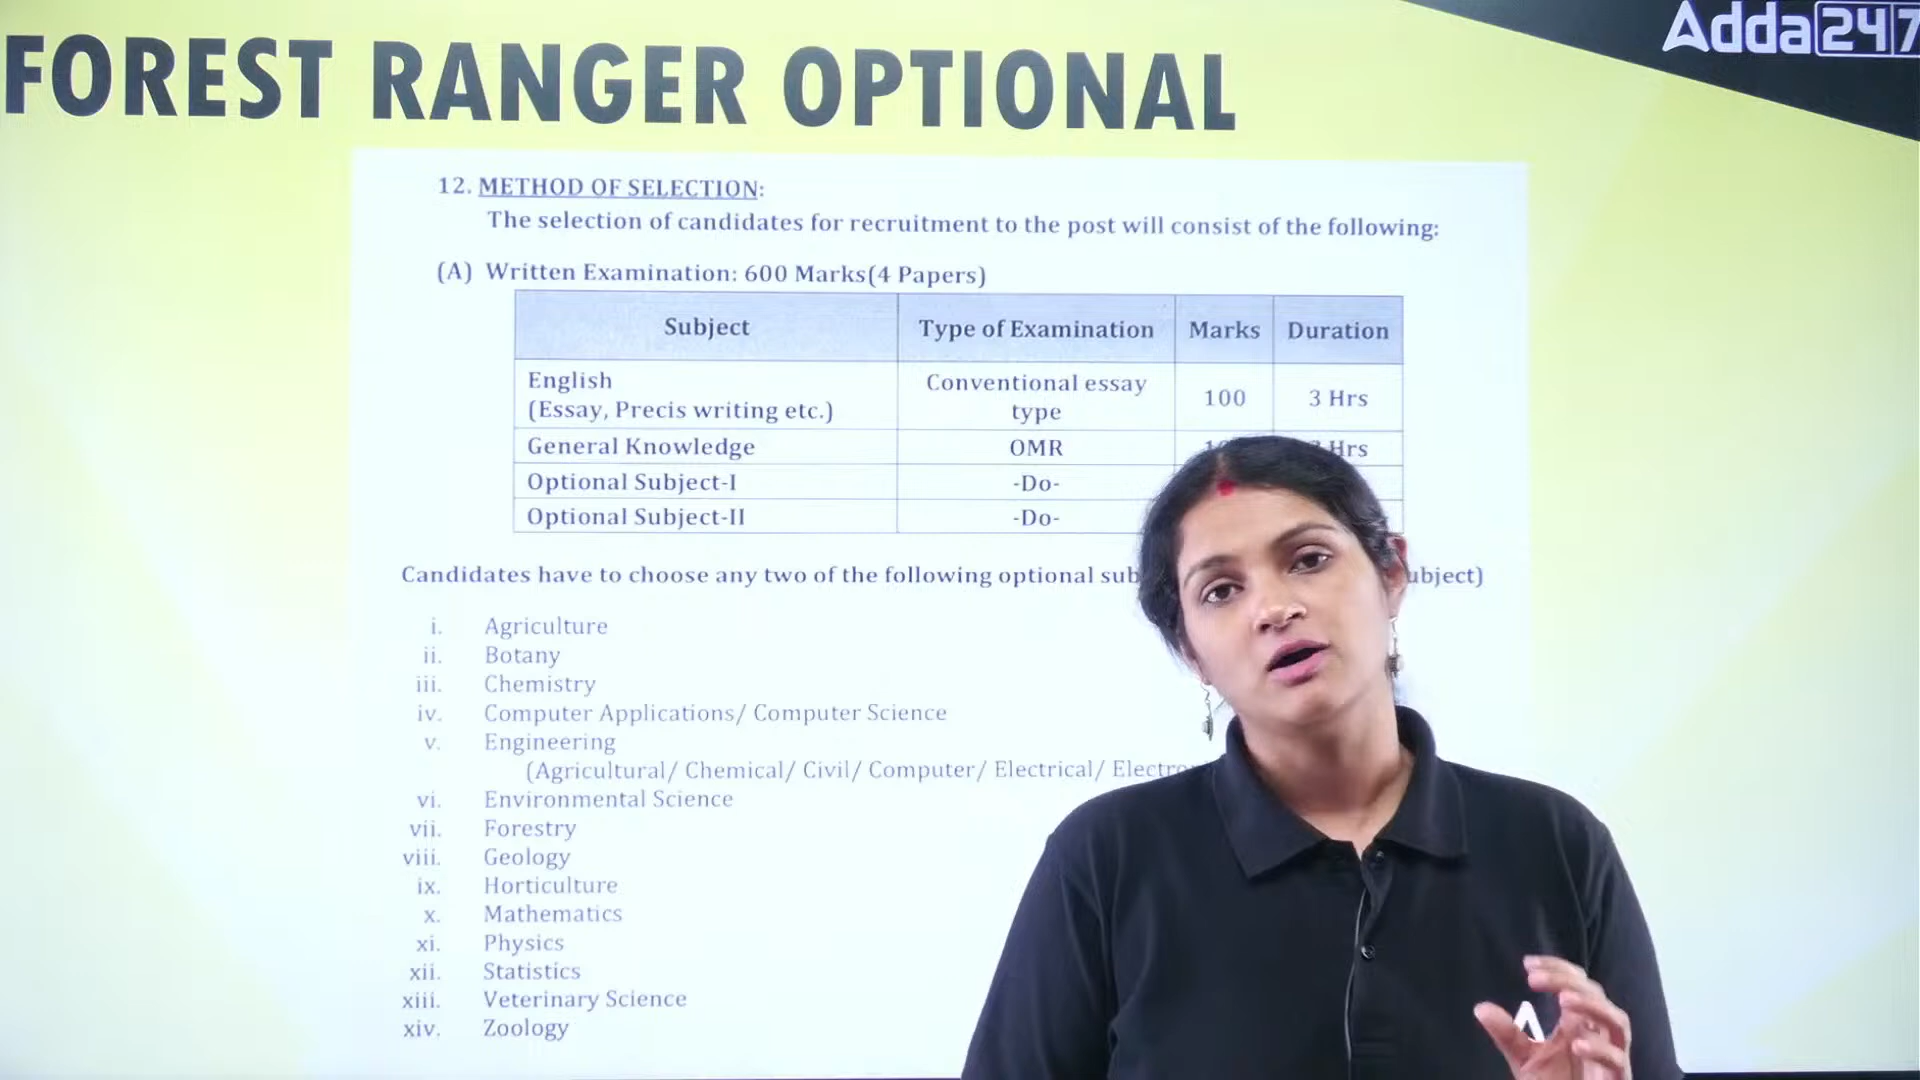 Adda247
FOREST RANGER OPTIONAL
12. METHOD OF SELECTION:
The selection of candidates for recruitment to the post will consist of the following:
(A) Written Examination: 600 Marks(4 Papers)
Subject Type of Examination Marks Duration
English Conventional essay
(Essay, Precis writing etc.) type 100 3 Hrs
General Knowledge OMR Hrs
Optional Subject-I -Do-
Optional Subject-II -Do-
Candidates have to choose any two of the following optional
i. Agriculture
ii. Botany
iii. Chemistry
iv. Computer Applications/ Computer Science
v. Engineering
(Agricultural/ Chemical/ Civil/ Computer/ Electrical/
vi. Environmental Science
vii. Forestry
viii. Geology
ix. Horticulture
x. Mathematics
xi. Physics
xii. Statistics
xiii. Veterinary Science
xiv. Zoology